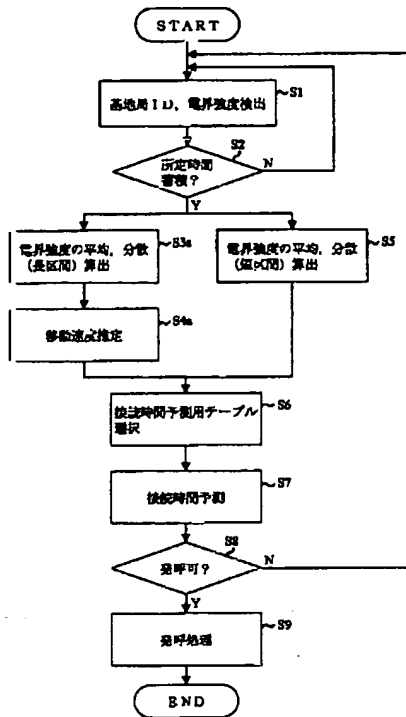 START
基地局ID,電界強度検出
S1
所定時間
蓄積?
S2
N
Y
電界強度の平均,分散
(長区間)算出
S3a
電界強度の平均,分散
(短区間)算出
S5
移動速度推定
S4a
接続時間予測用テーブル
選択
S6
接続時間予測
S7
発呼可?
S8
N
Y
発呼処理
S9
END